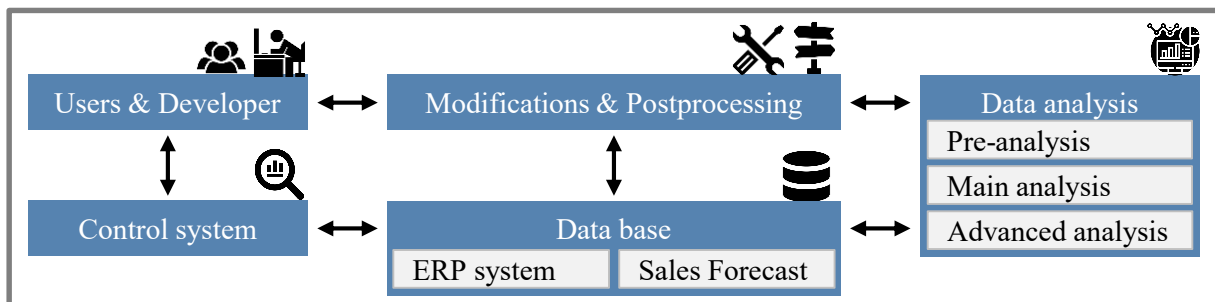 Users & Developer
Modifications & Postprocessing
Data analysis
Pre-analysis
Main analysis
Advanced analysis
Control system
Data base
ERP system
Sales Forecast